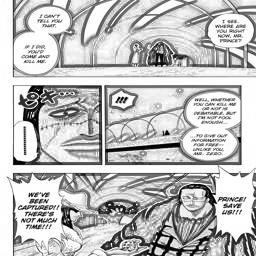 I SEE.
WHERE
ARE YOU
RIGHT
NOW, MR.
PRINCE?
I CAN'T
TELL YOU
THAT.
IF I DID,
YOU'D
COME AND
KILL ME.
WELL, WHETHER
YOU CAN KILL
ME OR NOT IS
DEBATABLE, BUT
I'M NOT FOOL
ENOUGH...
TO GIVE OUT
INFORMATION
FOR FREE--
UNLIKE YOU,
MR. ZERO.
!!!
PRINCE!
SAVE
US!!!
WE'VE
BEEN
CAPTURED!!
THERE'S
NOT MUCH
TIME!!!